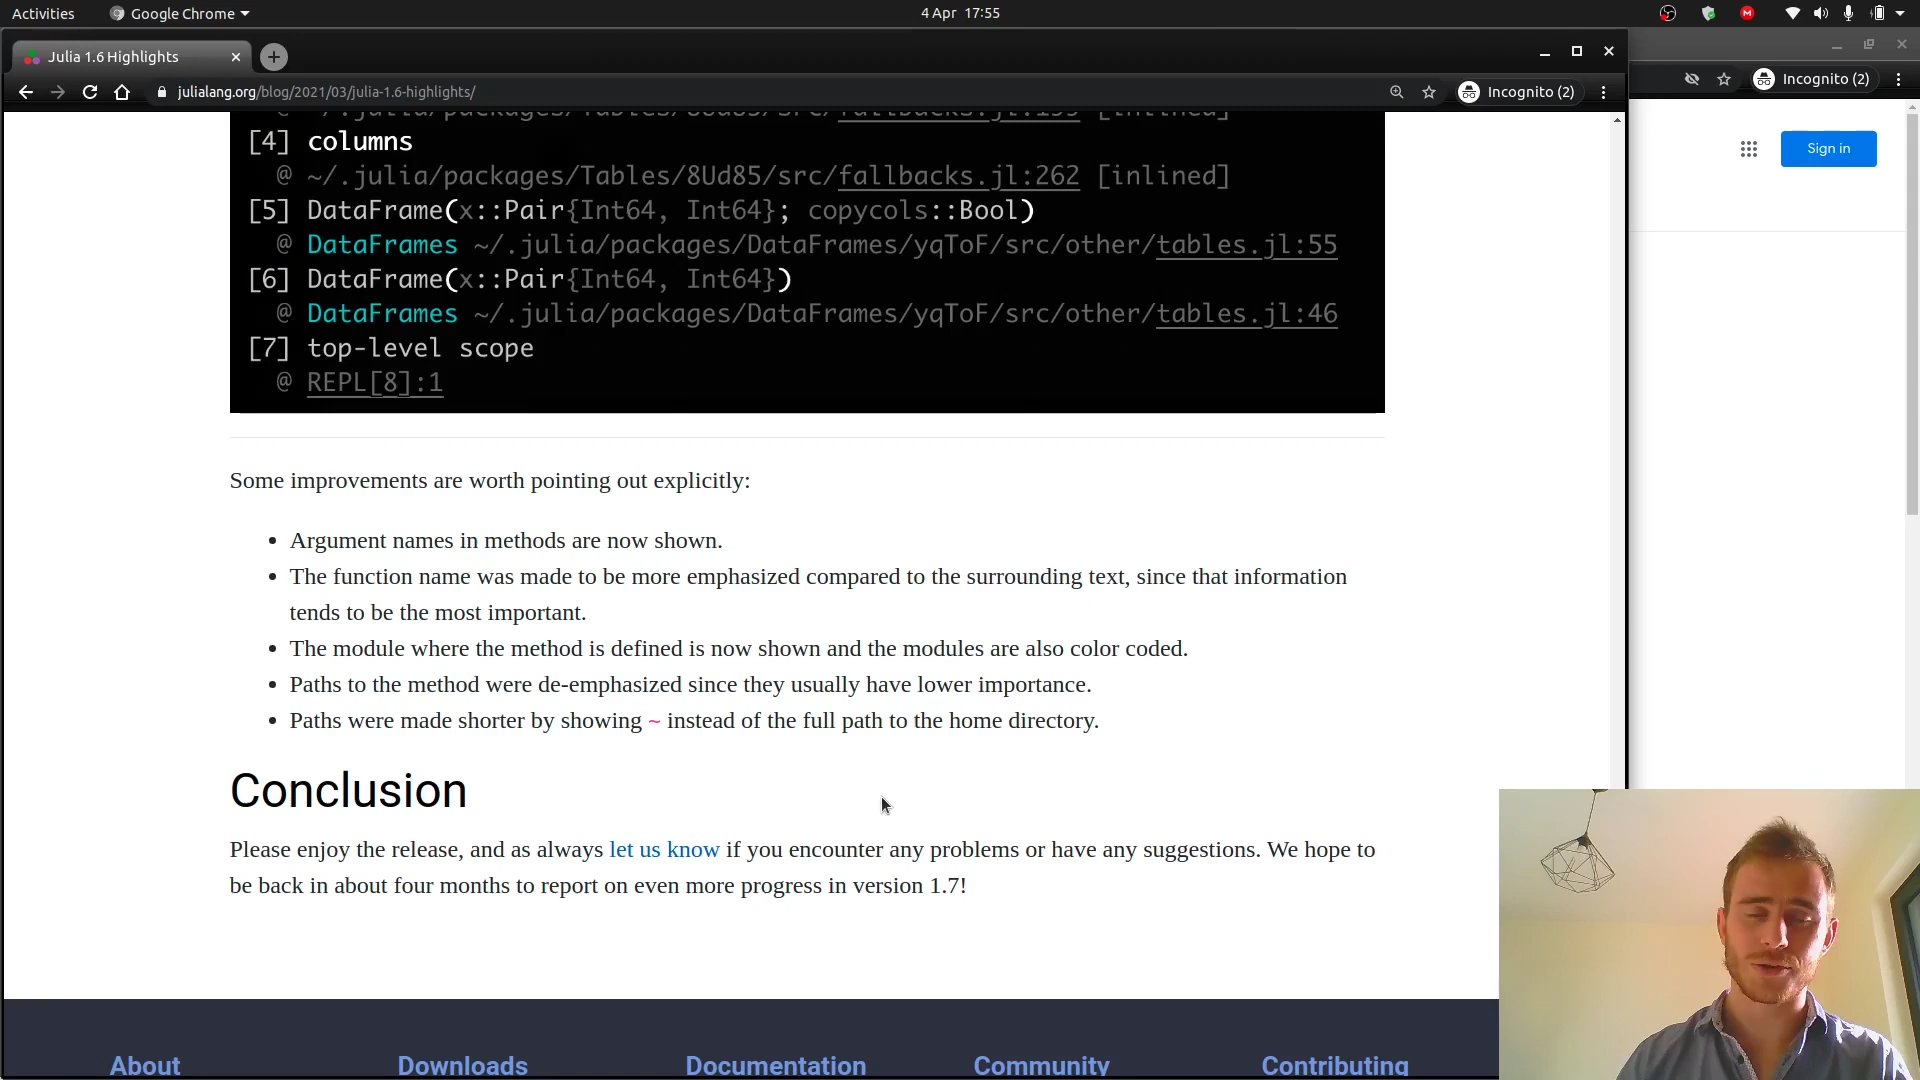 Activities Google Chrome 4 Apr 17:55
Julia 1.6 Highlights
jualialang.org/blog/2021/03/julia-1.6-highlights/ Incognito (2) Incognito (2)
Sign in
[4] columns
@ ~/.julia/packages/Tables/8Ud85/src/fallbacks.jl:262 [inlined]
[5] DataFrame(x::Pair{Int64, Int64}; copycols::Bool)
@ DataFrames ~/.julia/packages/DataFrames/yqToF/src/other/tables.jl:55
[6] DataFrame(x::Pair{Int64, Int64})
@ DataFrames ~/.julia/packages/DataFrames/yqToF/src/other/tables.jl:46
[7] top-level scope
@ REPL[8]:1
Some improvements are worth pointing out explicitly:
• Argument names in methods are now shown.
• The function name was made to be more emphasized compared to the surrounding text, since that information
tends to be the most important.
• The module where the method is defined is now shown and the modules are also color coded.
• Paths to the method were de-emphasized since they usually have lower importance.
• Paths were made shorter by showing ~ instead of the full path to the home directory.
Conclusion
Please enjoy the release, and as always let us know if you encounter any problems or have any suggestions. We hope to
be back in about four months to report on even more progress in version 1.7!
About Downloads Documentation Community Contributing